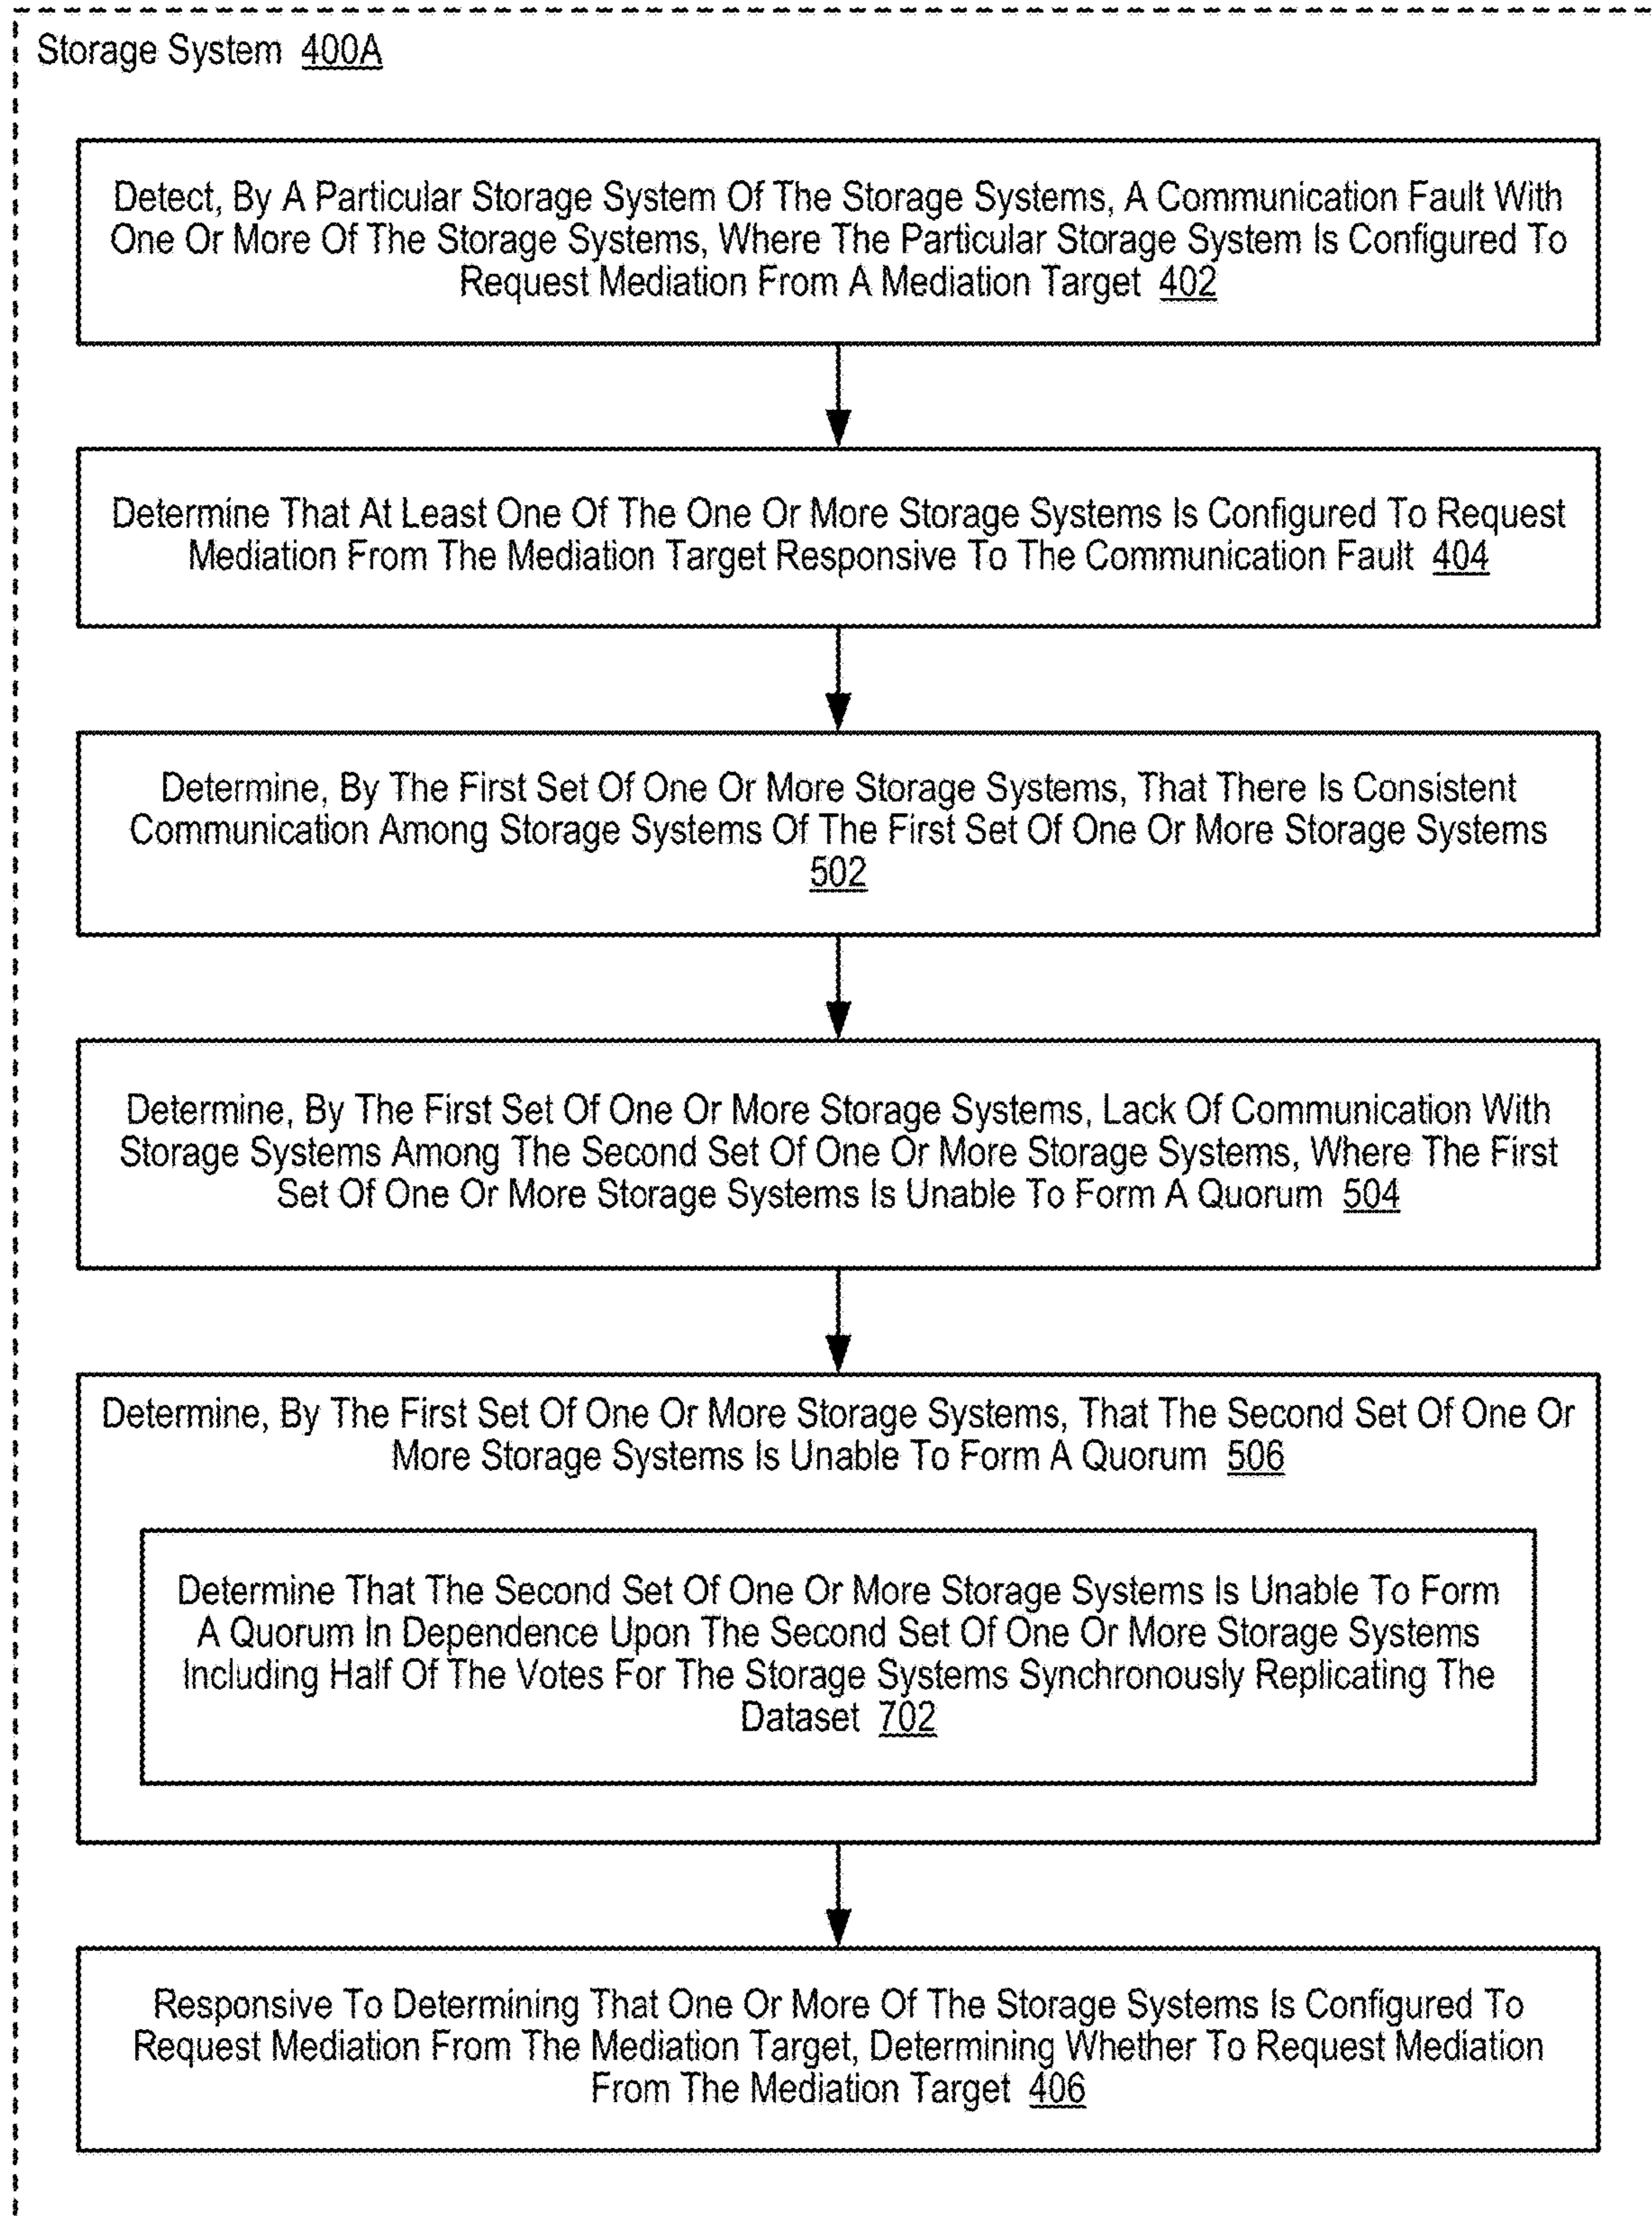 Storage System 400A
Detect, By A Particular Storage System Of The Storage Systems, A Communication Fault With
One Or More Of The Storage Systems, Where The Particular Storage System Is Configured To
Request Mediation From A Mediation Target 402
Determine That At Least One Of The One Or More Storage Systems Is Configured To Request
Mediation From The Mediation Target Responsive To The Communication Fault 404
Determine, By The First Set Of One Or More Storage Systems, That There Is Consistent
Communication Among Storage Systems Of The First Set Of One Or More Storage Systems
502
Determine, By The First Set Of One Or More Storage Systems, Lack Of Communication With
Storage Systems Among The Second Set Of One Or More Storage Systems, Where The First
Set Of One Or More Storage Systems Is Unable To Form A Quorum 504
Determine, By The First Set Of One Or More Storage Systems, That The Second Set Of One Or
More Storage Systems Is Unable To Form A Quorum 506
Determine That The Second Set Of One Or More Storage Systems Is Unable To Form
A Quorum In Dependence Upon The Second Set Of One Or More Storage Systems
Including Half Of The Votes For The Storage Systems Synchronously Replicating The
Dataset 702
Responsive To Determining That One Or More Of The Storage Systems Is Configured To
Request Mediation From The Mediation Target, Determining Whether To Request Mediation
From The Mediation Target 406